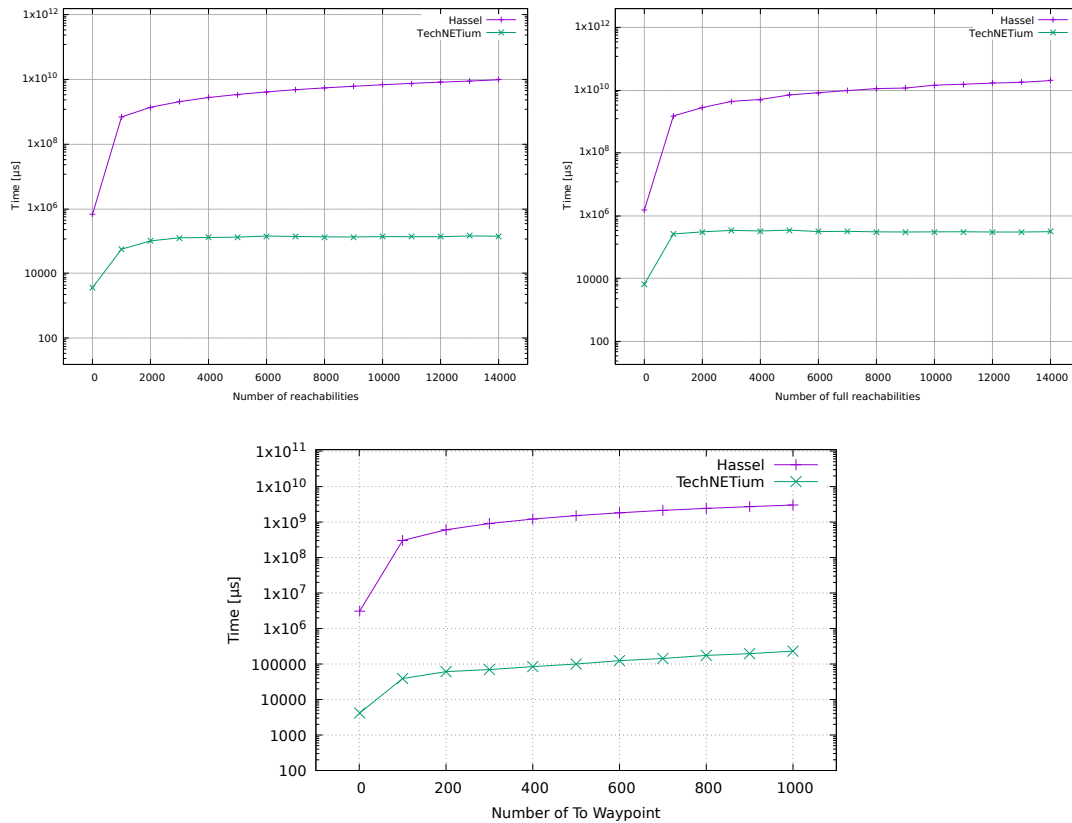 1x10^12
1x10^10
1x10^8
1x10^6
10000
100
Time [µs]
0 2000 4000 6000 8000 10000 12000 14000
Number of reachabilities
Hassel
TechNETium
1x10^12
1x10^10
1x10^8
1x10^6
10000
100
Time [µs]
0 2000 4000 6000 8000 10000 12000 14000
Number of full reachabilities
Hassel
TechNETium
1x10^11
1x10^10
1x10^9
1x10^8
1x10^7
1x10^6
100000
10000
1000
100
Time [µs]
0 200 400 600 800 1000
Number of To Waypoint
Hassel
TechNETium